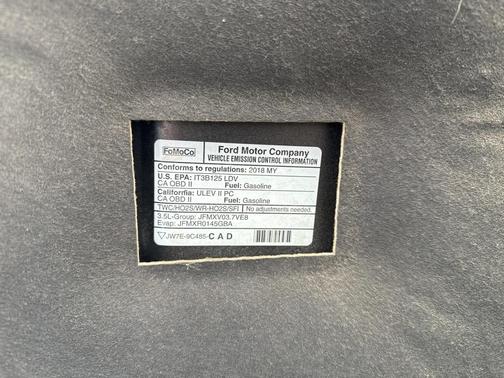 FoMoCo
Ford Motor Company
VEHICLE EMISSION CONTROL INFORMATION
Conforms to regulations: 2018 MY
U.S. EPA: IT3B125 LDV
CA OBD II Fuel: Gasoline
California: ULEV II PC
CA OBD II Fuel: Gasoline
TWC/HO2S/WR-HO2S/SFI No adjustments needed.
3.5L-Group: JFMXV03.7VE8
Evap: JFMXR0145GBA
JW7E-9C485-CAD